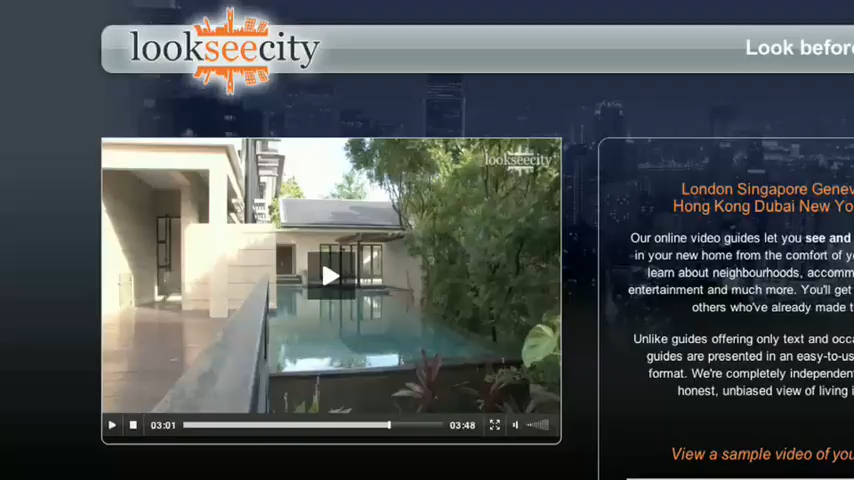 lookseecity
Look before
lookseecity
03:01
03:48
London Singapore Genev
Hong Kong Dubai New Yo
Our online video guides let you see and
in your new home from the comfort of yo
learn about neighbourhoods, accomm
entertainment and much more. You'll get
others who've already made t
Unlike guides offering only text and occa
guides are presented in an easy-to-us
format. We're completely independent
honest, unbiased view of living i
View a sample video of you